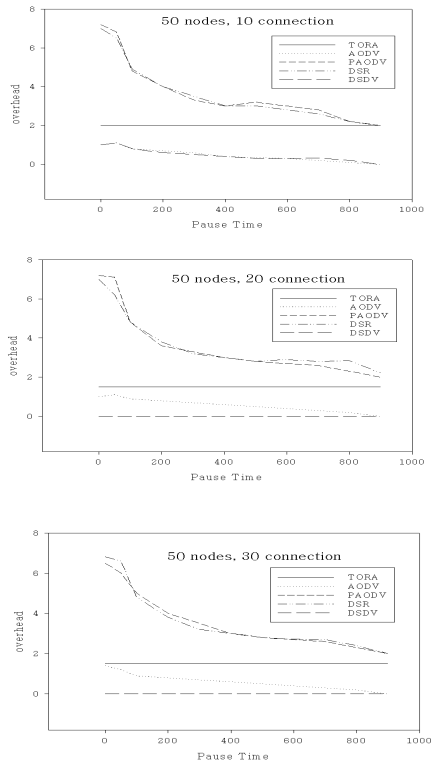 50 nodes, 10 connection
TORA
AODV
PAODV
DSR
DSDV
8
6
4
2
0
overhead
0 200 400 600 800 1000
Pause Time
50 nodes, 20 connection
TORA
AODV
PAODV
DSR
DSDV
8
6
4
2
0
overhead
0 200 400 600 800 1000
Pause Time
50 nodes, 30 connection
TORA
AODV
PAODV
DSR
DSDV
8
6
4
2
0
overhead
0 200 400 600 800 1000
Pause Time